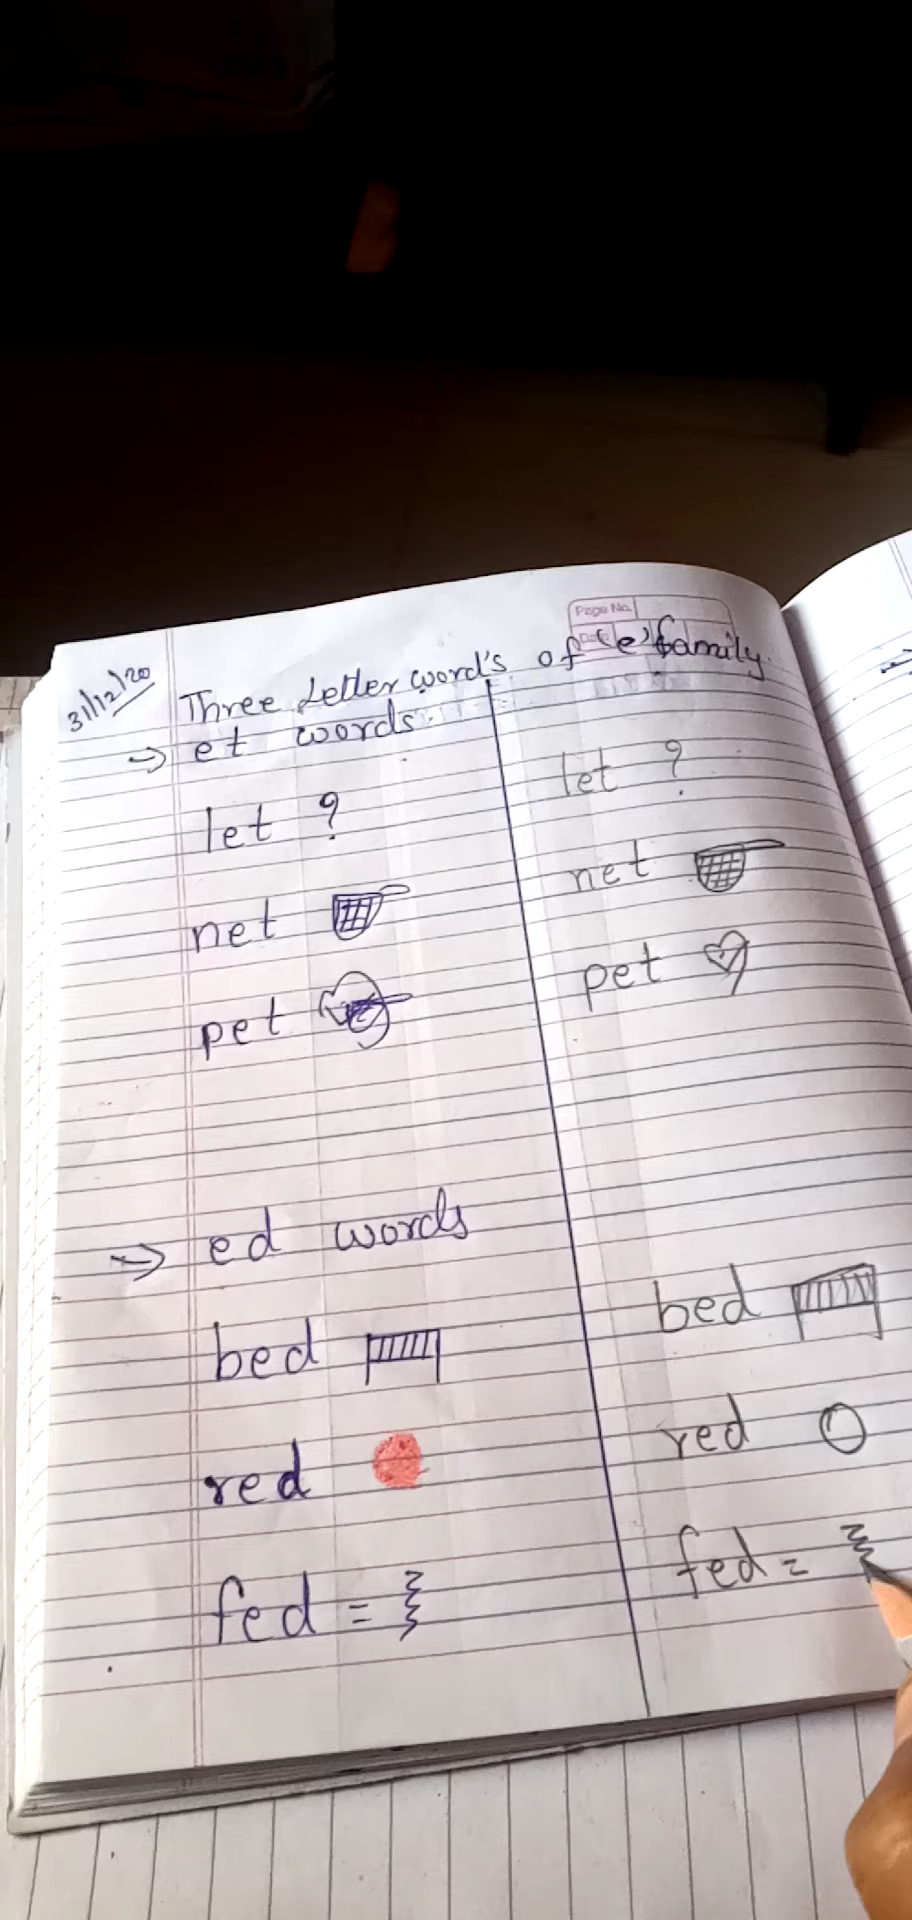 Page No.
31/12/20
Three Letter word's of 'e' family.
→ et words.
let ? let ?
net net
pet pet
→ ed words
bed bed
red red
fed = fed =